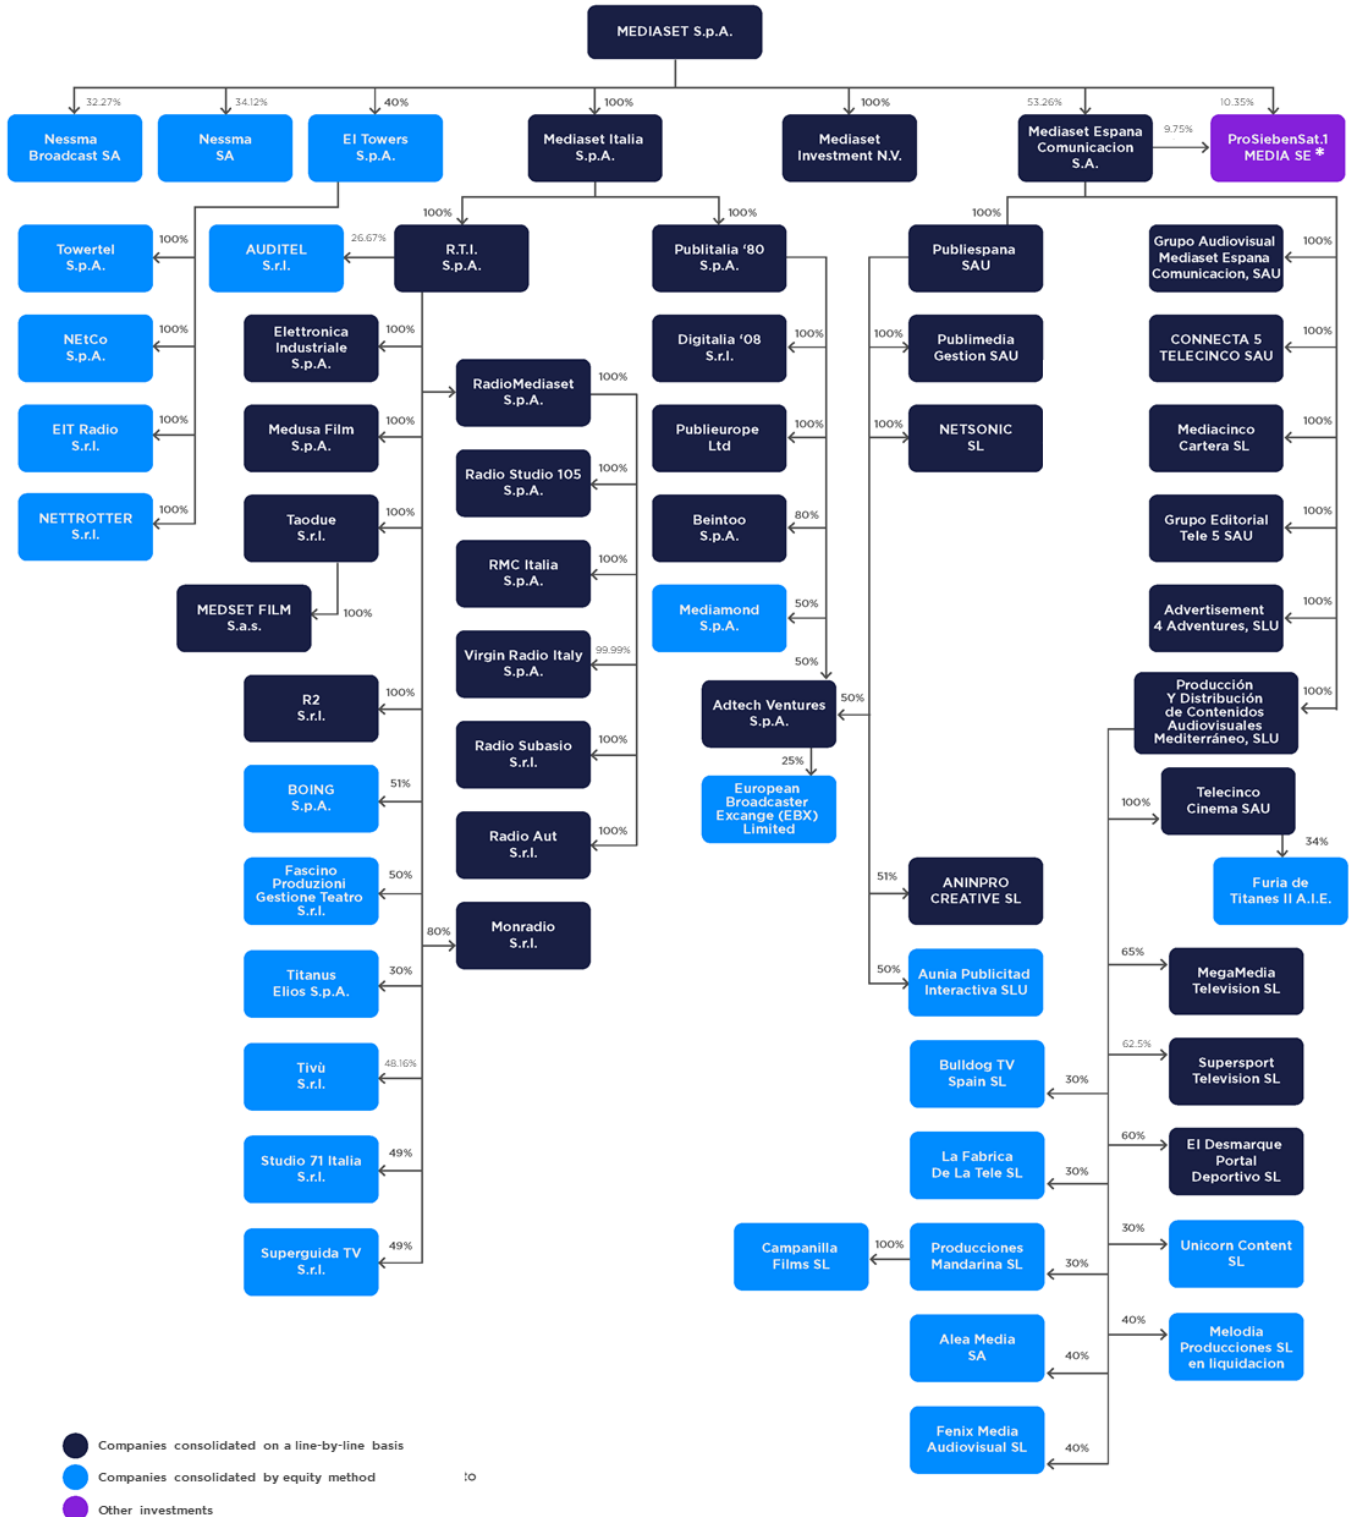 MEDIASET S.p.A.
32.27%
34.12%
40%
100%
100%
53.26%
10.35%
Nessma
Broadcast SA
Nessma
SA
EI Towers
S.p.A.
Mediaset Italia
S.p.A.
Mediaset
Investment N.V.
Mediaset Espana
Comunicacion
S.A.
9.75%
ProSiebenSat.1
MEDIA SE *
100%
100%
100%
Towertel
S.p.A.
100%
AUDITEL
S.r.l.
26.67%
R.T.I.
S.p.A.
Publitalia ‘80
S.p.A.
Publiespana
SAU
Grupo Audiovisual
Mediaset Espana
Comunicacion, SAU
100%
NEtCo
S.p.A.
100%
Elettronica
Industriale
S.p.A.
100%
Digitalia ‘08
S.r.l.
100%
100%
Publimedia
Gestion SAU
CONNECTA 5
TELECINCO SAU
100%
RadioMediaset
S.p.A.
100%
EIT Radio
S.r.l.
100%
Medusa Film
S.p.A.
100%
Publieurope
Ltd
100%
100%
NETSONIC
SL
Mediacinco
Cartera SL
100%
Radio Studio 105
S.p.A.
100%
NETTROTTER
S.r.l.
100%
Taodue
S.r.l.
100%
Beintoo
S.p.A.
80%
Grupo Editorial
Tele 5 SAU
100%
RMC Italia
S.p.A.
100%
MEDSET FILM
S.a.s.
100%
Mediamond
S.p.A.
50%
Advertisement
4 Adventures, SLU
100%
Virgin Radio Italy
S.p.A.
99.99%
50%
R2
S.r.l.
100%
Adtech Ventures
S.p.A.
50%
Producción
Y Distribución
de Contenidos
Audiovisuales
Mediterráneo, SLU
100%
Radio Subasio
S.r.l.
100%
25%
BOING
S.p.A.
51%
European
Broadcaster
Excange (EBX)
Limited
100%
Telecinco
Cinema SAU
Radio Aut
S.r.l.
100%
34%
Fascino
Produzioni
Gestione Teatro
S.r.l.
50%
51%
ANINPRO
CREATIVE SL
Furia de
Titanes II A.I.E.
80%
Monradio
S.r.l.
Titanus
Elios S.p.A.
30%
50%
Aunia Publicitad
Interactiva SLU
65%
MegaMedia
Television SL
Tivù
S.r.l.
48.16%
Bulldog TV
Spain SL
30%
62.5%
Supersport
Television SL
Studio 71 Italia
S.r.l.
49%
La Fabrica
De La Tele SL
30%
60%
El Desmarque
Portal
Deportivo SL
Superguida TV
S.r.l.
49%
Campanilla
Films SL
100%
Producciones
Mandarina SL
30%
30%
Unicorn Content
SL
Alea Media
SA
40%
40%
Melodia
Producciones SL
en liquidacion
Fenix Media
Audiovisual SL
40%
Companies consolidated on a line-by-line basis
Companies consolidated by equity method
Other investments